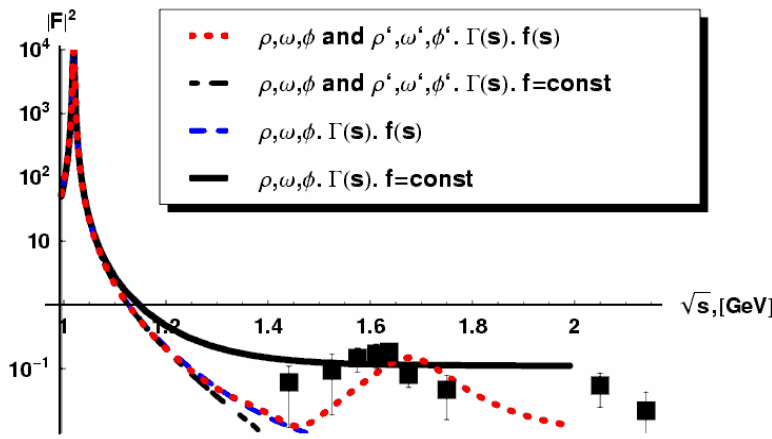 |F|²
ρ,ω,ϕ and ρ‘,ω‘,ϕ‘. Γ(s). f(s)
ρ,ω,ϕ and ρ‘,ω‘,ϕ‘. Γ(s). f=const
ρ,ω,ϕ. Γ(s). f(s)
ρ,ω,ϕ. Γ(s). f=const
10⁴
10³
10²
10
10⁻¹
√s,[GeV]
1 1.2 1.4 1.6 1.8 2